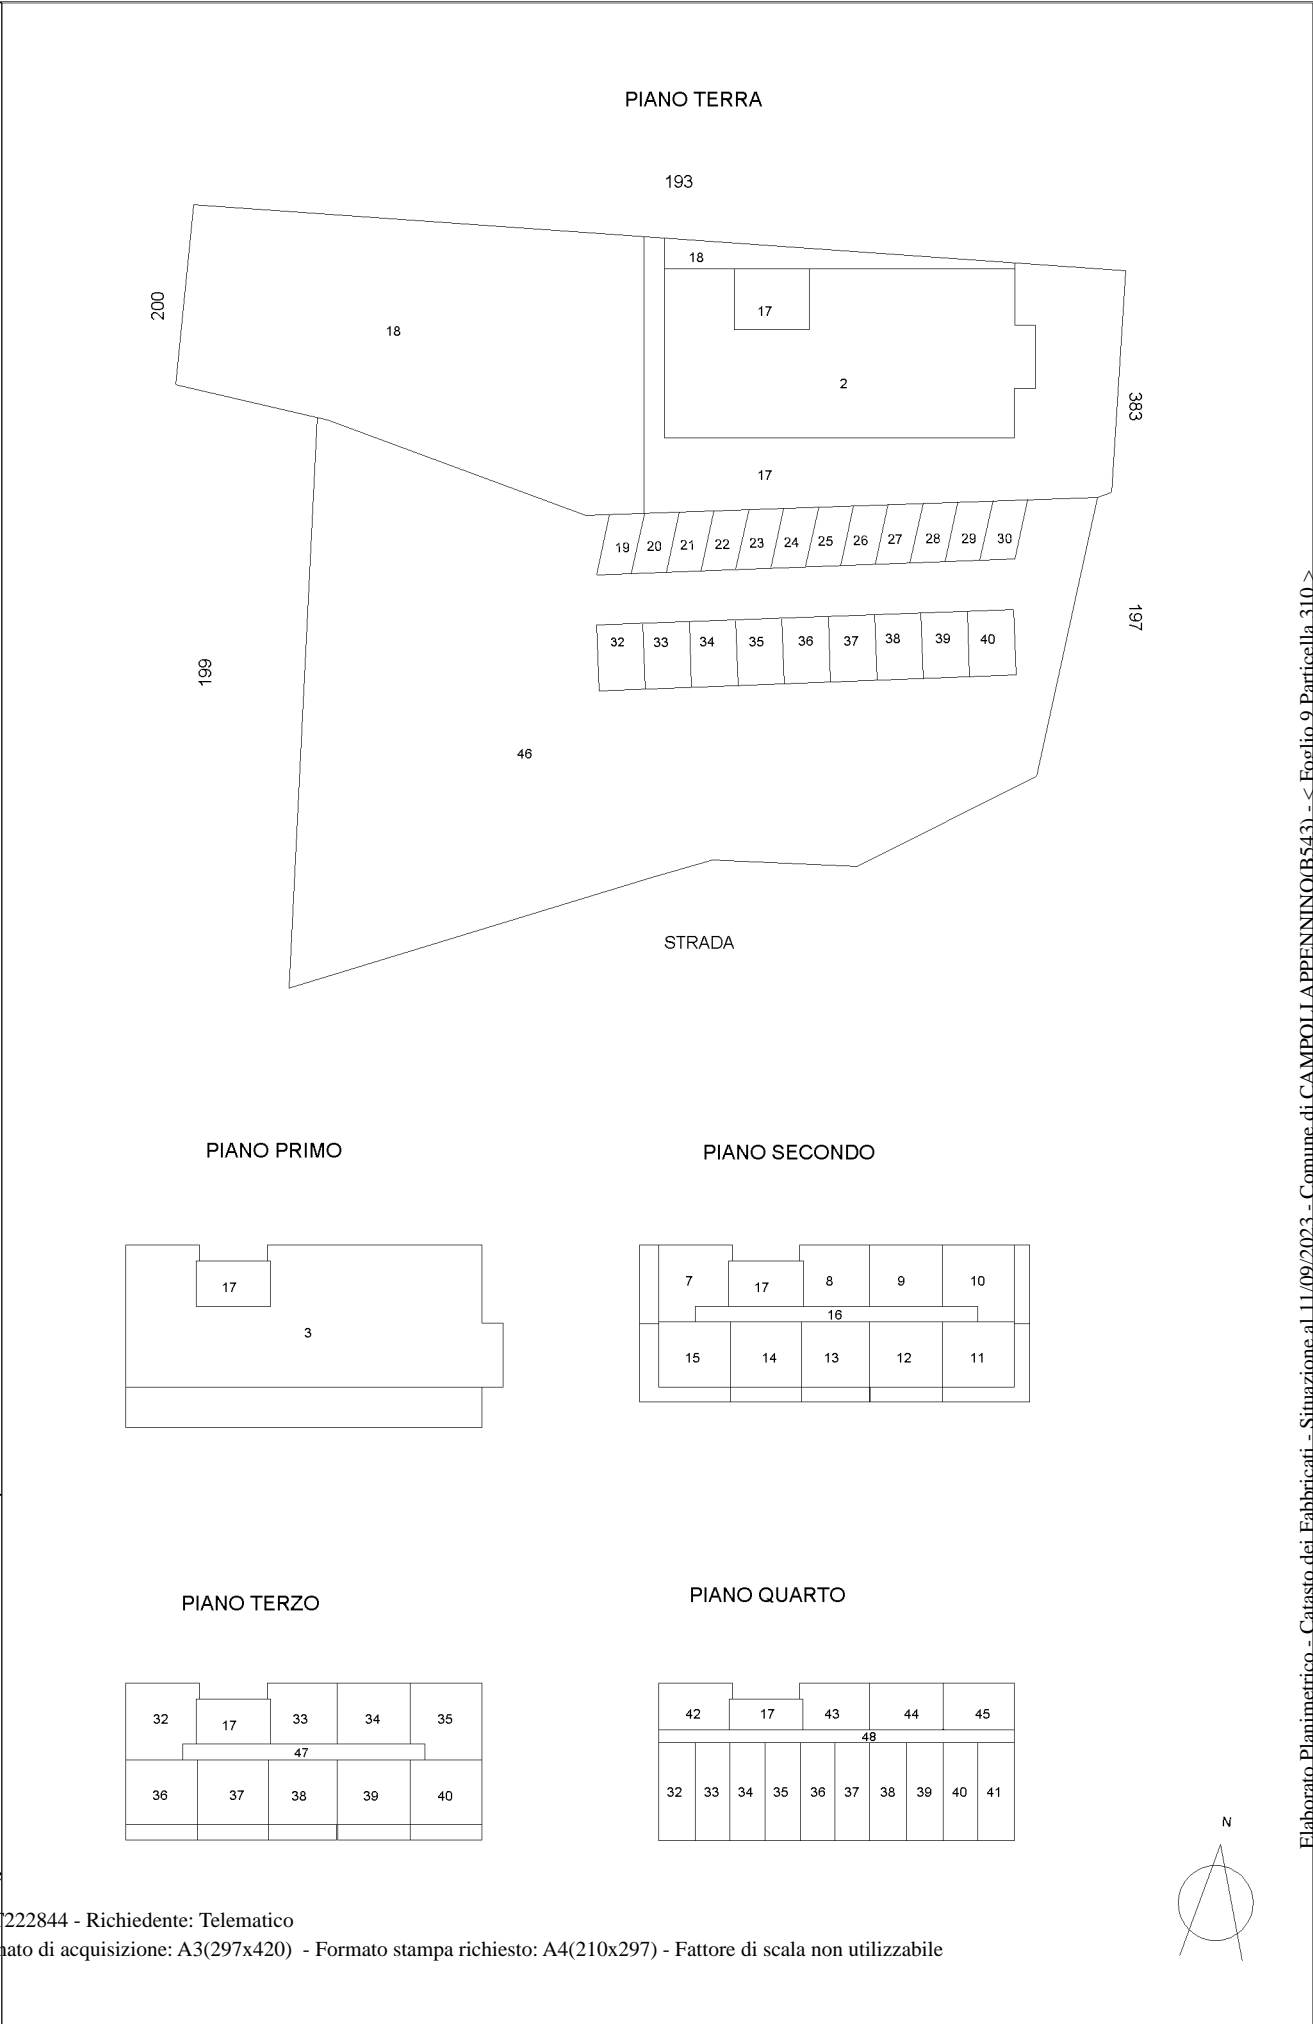 PIANO TERRA
193
18
200
17
18
2
383
17
19 20 21 22 23 24 25 26 27 28 29 30
197
32 33 34 35 36 37 38 39 40
199
46
STRADA
PIANO PRIMO
17
3
PIANO SECONDO
7 17 8 9 10
16
15 14 13 12 11
PIANO TERZO
32 17 33 34 35
47
36 37 38 39 40
PIANO QUARTO
42 17 43 44 45
48
32 33 34 35 36 37 38 39 40 41
N
T222844 - Richiedente: Telematico
mato di acquisizione: A3(297x420) - Formato stampa richiesto: A4(210x297) - Fattore di scala non utilizzabile
Elaborato Planimetrico - Catasto dei Fabbricati - Situazione al 11/09/2023 - Comune di CAMPOLI APPENNINO(B543) - < Foglio 9 Particella 310 >